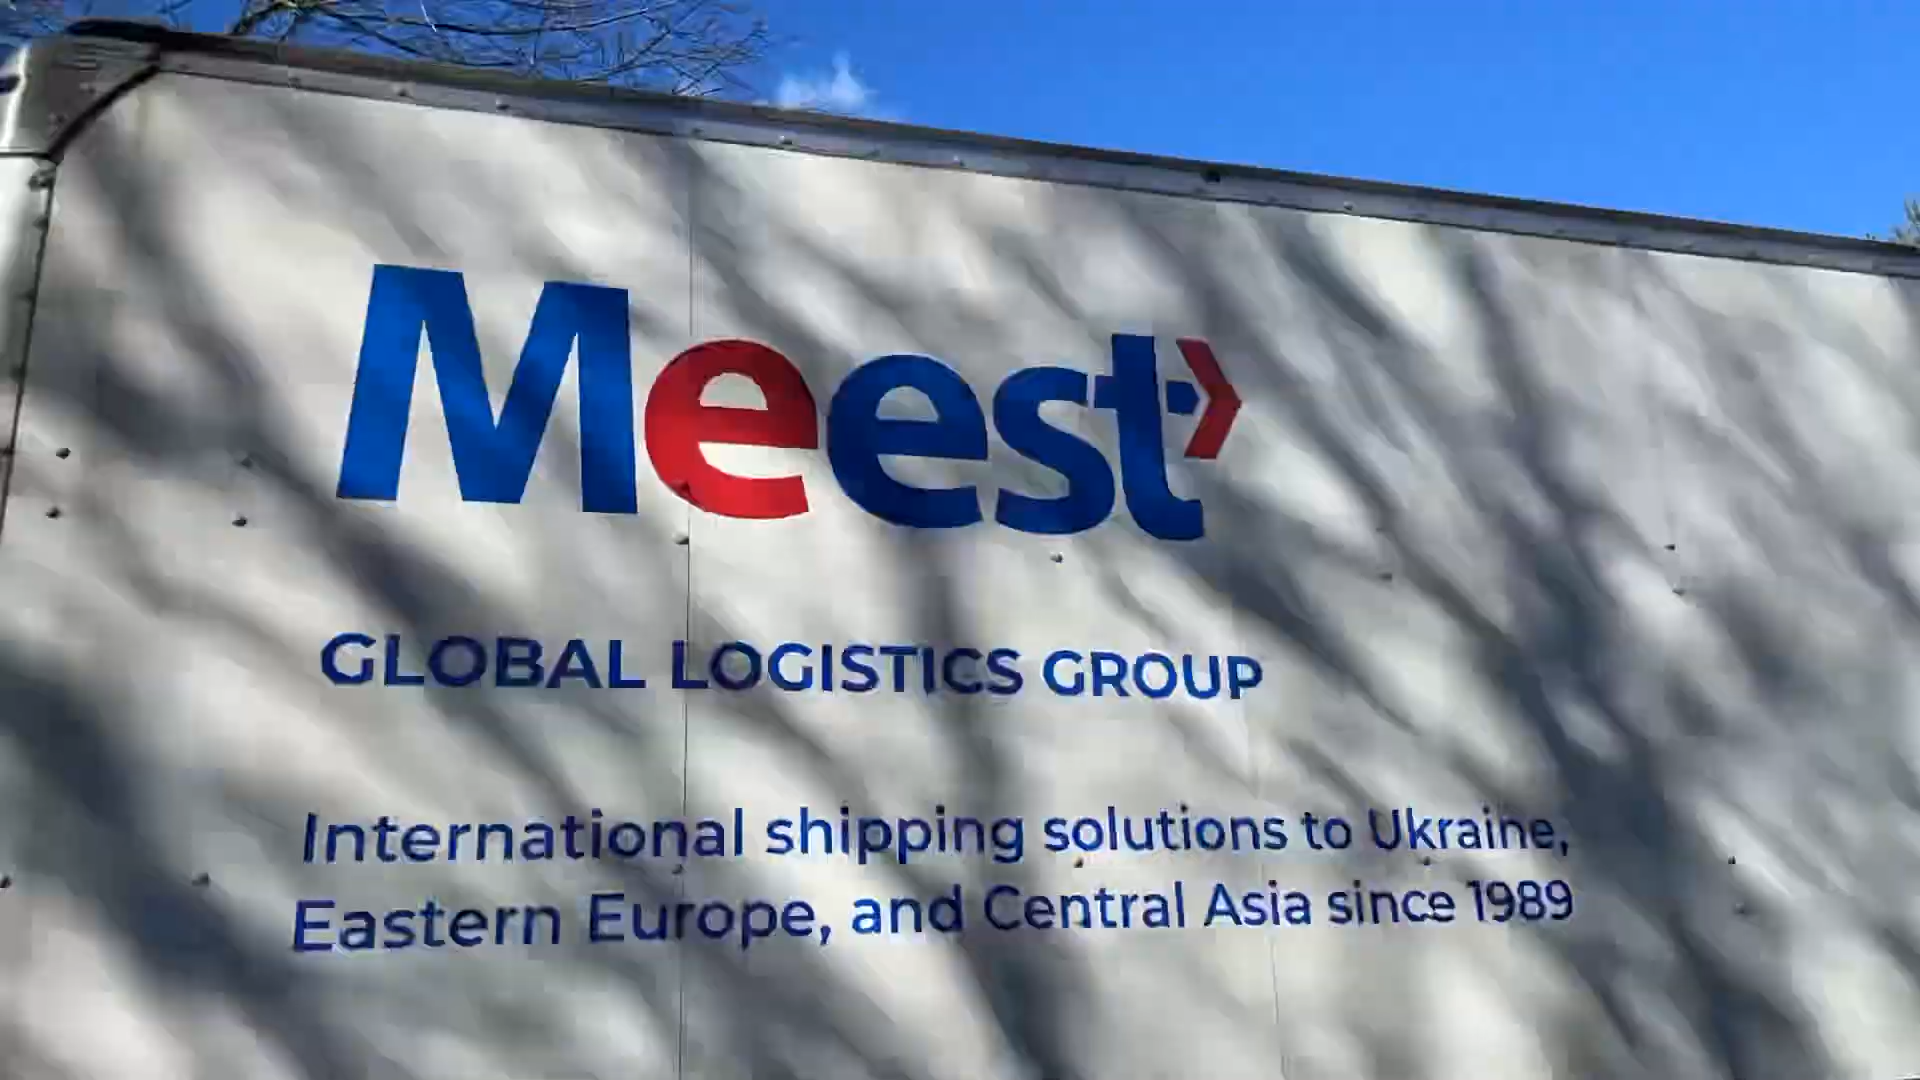 Meest
GLOBAL LOGISTICS GROUP
International shipping solutions to Ukraine,
Eastern Europe, and Central Asia since 1989